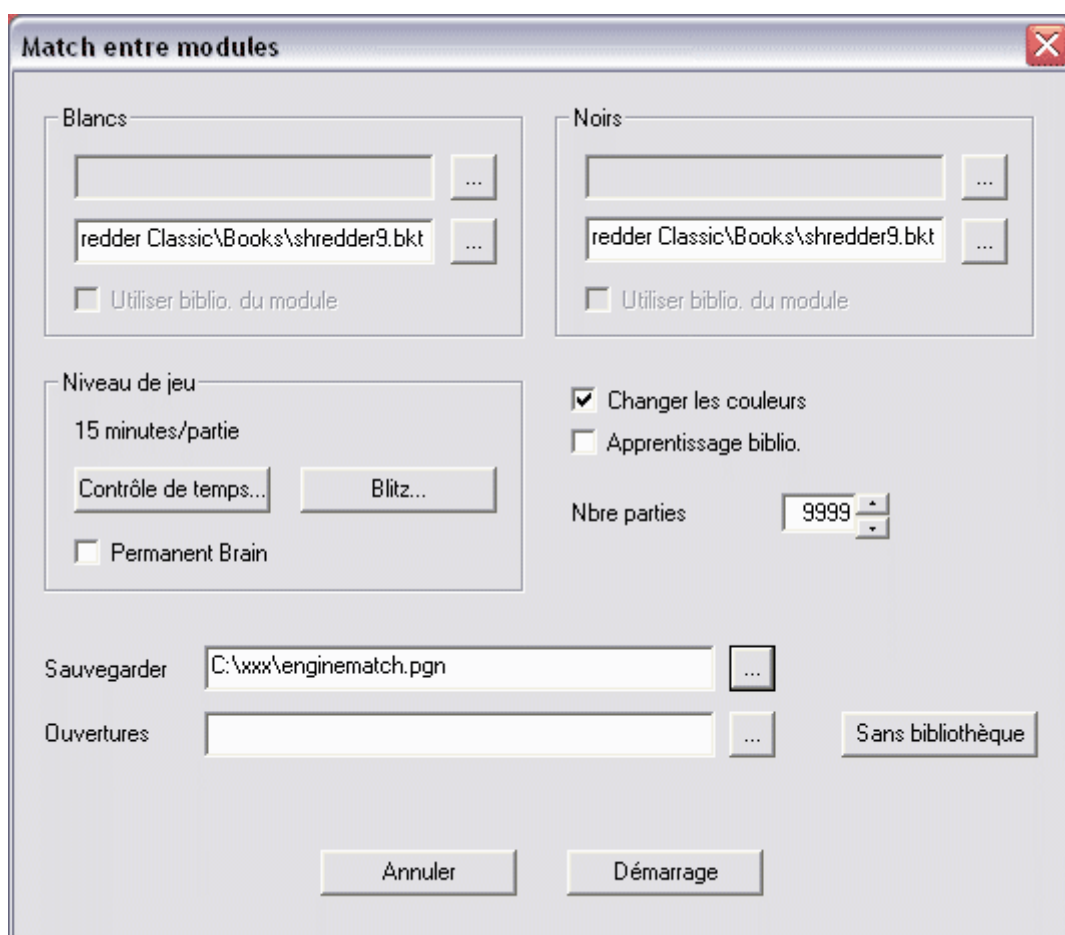 Match entre modules
Blancs
...
redder Classic\Books\shredder9.bkt
...
Utiliser biblio. du module
Noirs
...
redder Classic\Books\shredder9.bkt
...
Utiliser biblio. du module
Niveau de jeu
15 minutes/partie
Contrôle de temps...
Blitz...
Permanent Brain
Changer les couleurs
Apprentissage biblio.
Nbre parties
9999
Sauvegarder
C:\xxx\enginematch.pgn
...
Ouvertures
...
Sans bibliothèque
Annuler
Démarrage